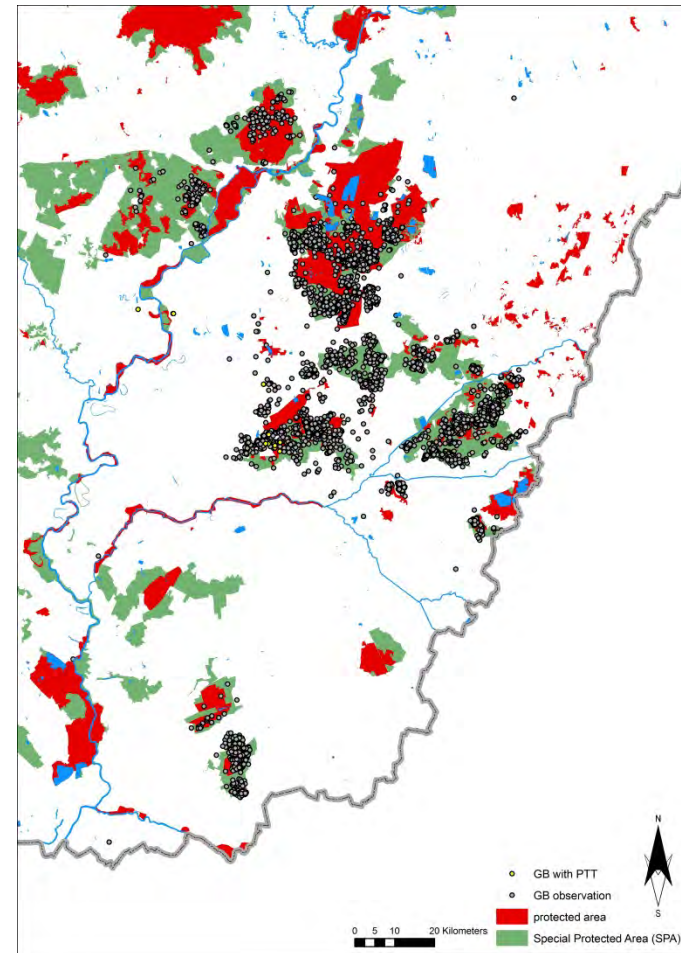 N
S
GB with PTT
GB observation
protected area
Special Protected Area (SPA)
0 5 10 20 Kilometers